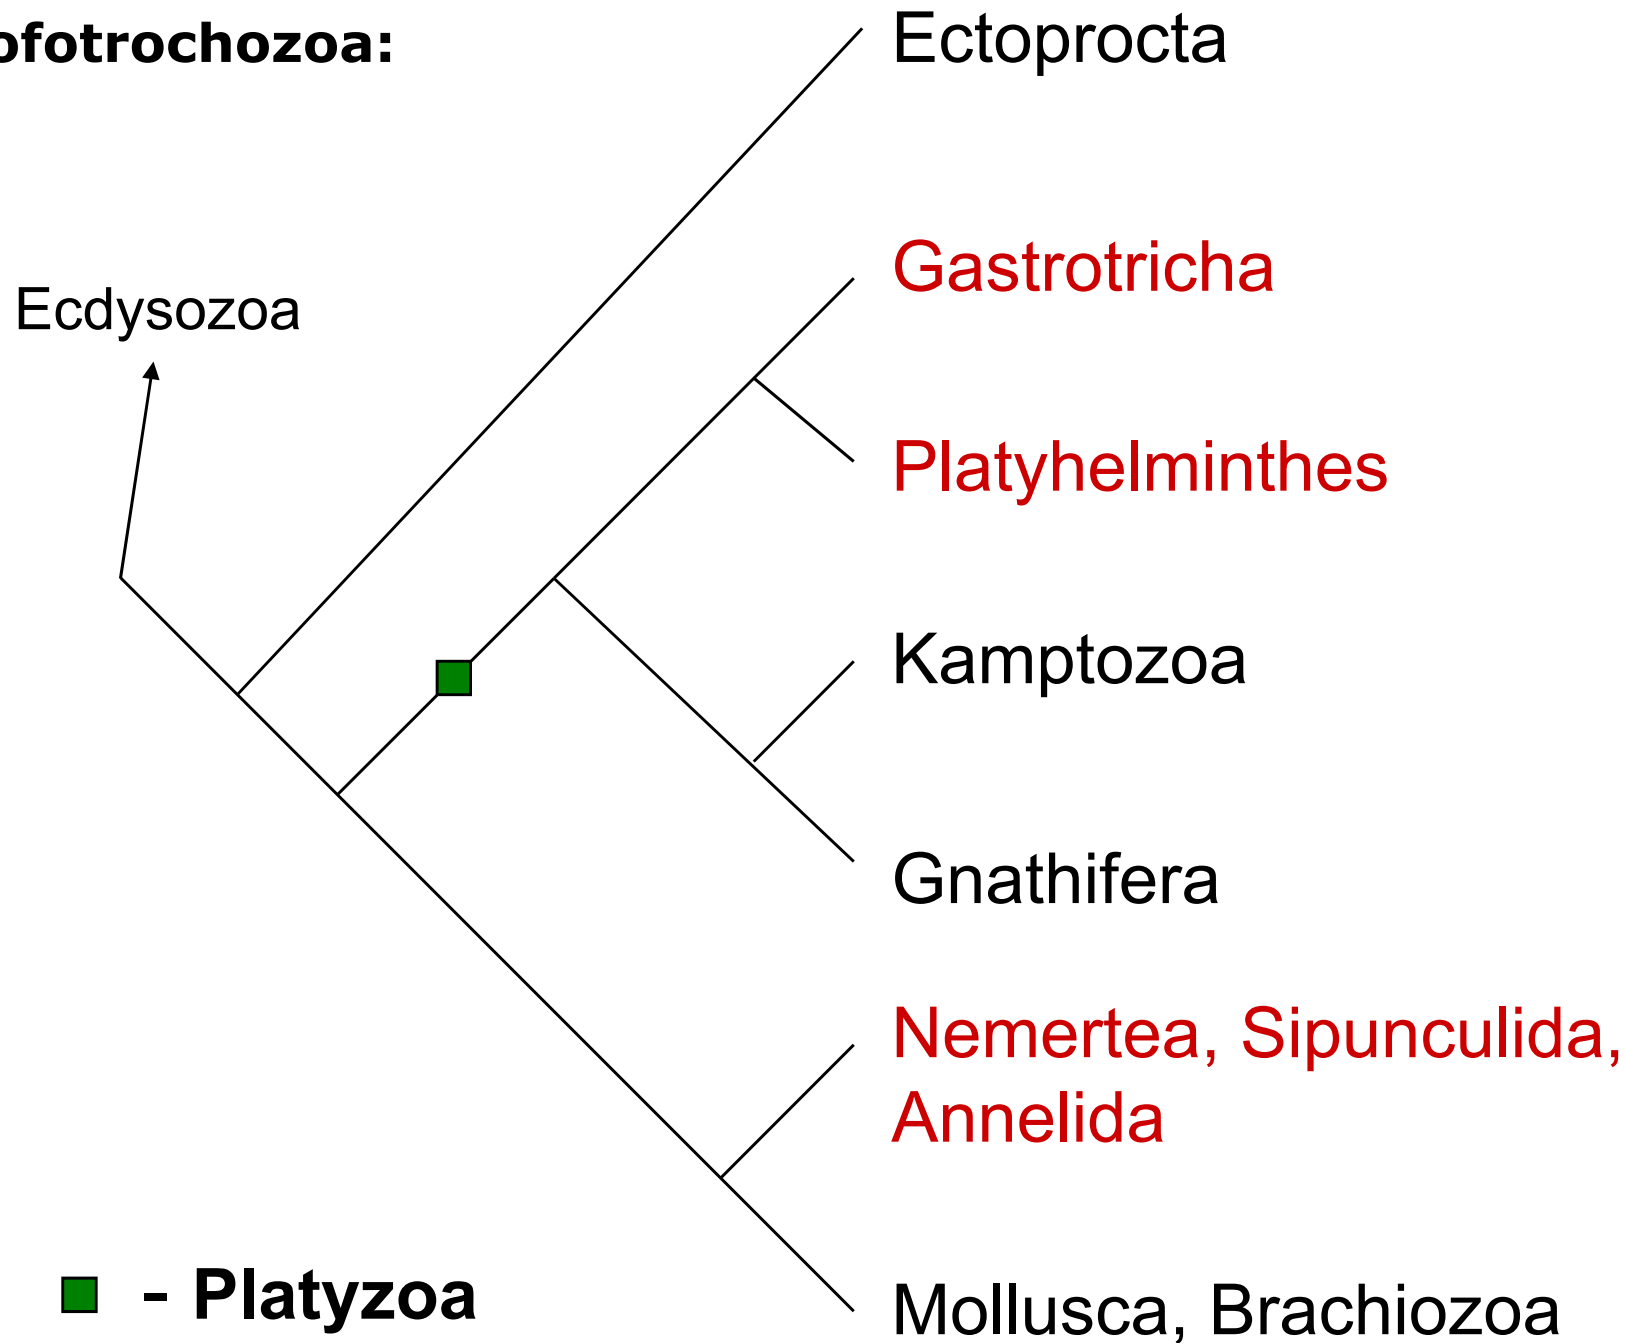 ofotrochozoa:
Ectoprocta
Gastrotricha
Ecdysozoa
Platyhelminthes
Kamptozoa
Gnathifera
Nemertea, Sipunculida,
Annelida
- Platyzoa
Mollusca, Brachiozoa